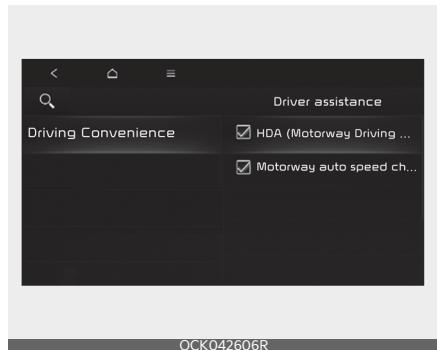 Driver assistance
Driving Convenience
HDA (Motorway Driving ...
Motorway auto speed ch...
OCK042606R